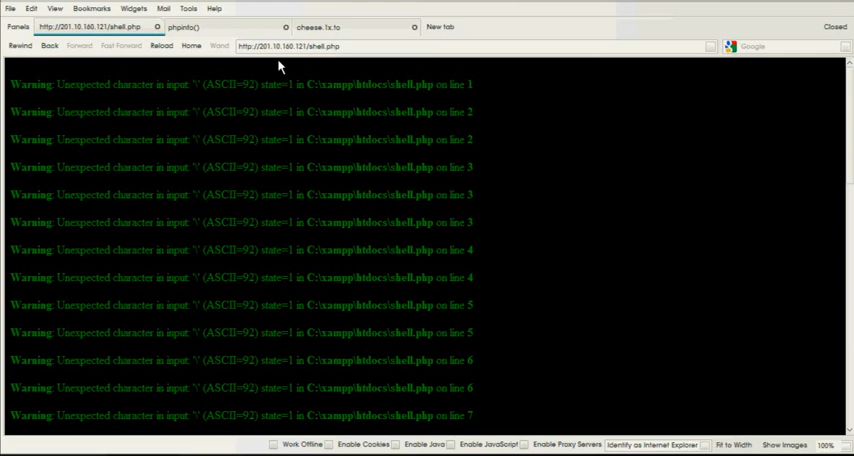 File Edit View Bookmarks Widgets Mail Tools Help
Panels http://201.10.160.121/shell.php phpinfo() cheese.1x.to New tab Closed
Rewind Back Forward Fast Forward Reload Home Wand http://201.10.160.121/shell.php Google
Warning: Unexpected character in input: '\' (ASCII=92) state=1 in C:\xampp\htdocs\shell.php on line 1
Warning: Unexpected character in input: '\' (ASCII=92) state=1 in C:\xampp\htdocs\shell.php on line 2
Warning: Unexpected character in input: '\' (ASCII=92) state=1 in C:\xampp\htdocs\shell.php on line 2
Warning: Unexpected character in input: '\' (ASCII=92) state=1 in C:\xampp\htdocs\shell.php on line 3
Warning: Unexpected character in input: '\' (ASCII=92) state=1 in C:\xampp\htdocs\shell.php on line 3
Warning: Unexpected character in input: '\' (ASCII=92) state=1 in C:\xampp\htdocs\shell.php on line 3
Warning: Unexpected character in input: '\' (ASCII=92) state=1 in C:\xampp\htdocs\shell.php on line 4
Warning: Unexpected character in input: '\' (ASCII=92) state=1 in C:\xampp\htdocs\shell.php on line 4
Warning: Unexpected character in input: '\' (ASCII=92) state=1 in C:\xampp\htdocs\shell.php on line 5
Warning: Unexpected character in input: '\' (ASCII=92) state=1 in C:\xampp\htdocs\shell.php on line 5
Warning: Unexpected character in input: '\' (ASCII=92) state=1 in C:\xampp\htdocs\shell.php on line 6
Warning: Unexpected character in input: '\' (ASCII=92) state=1 in C:\xampp\htdocs\shell.php on line 6
Warning: Unexpected character in input: '\' (ASCII=92) state=1 in C:\xampp\htdocs\shell.php on line 7
Work Offline Enable Cookies Enable Java Enable JavaScript Enable Proxy Servers Identify as Internet Explorer Fit to Width Show Images 100%